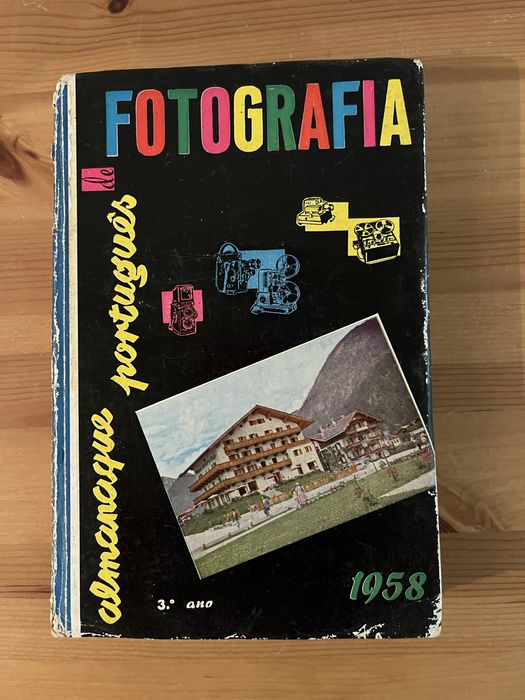 almanaque português
de
FOTOGRAFIA
3.º ano
1958